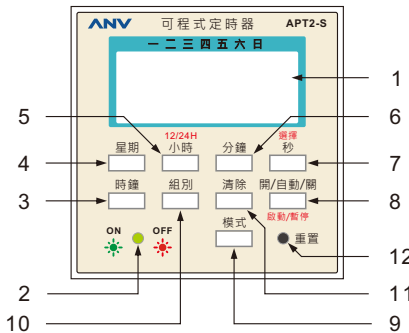 ANV 可程式定時器 APT2-S
一二三四五六日
1
5 12/24H 選擇 6
星期 小時 分鐘 秒
4 7
時鐘 組別 清除 開/自動/關
3 8
啟動/暫停
模式
ON OFF 重置
12
2 11
10 9